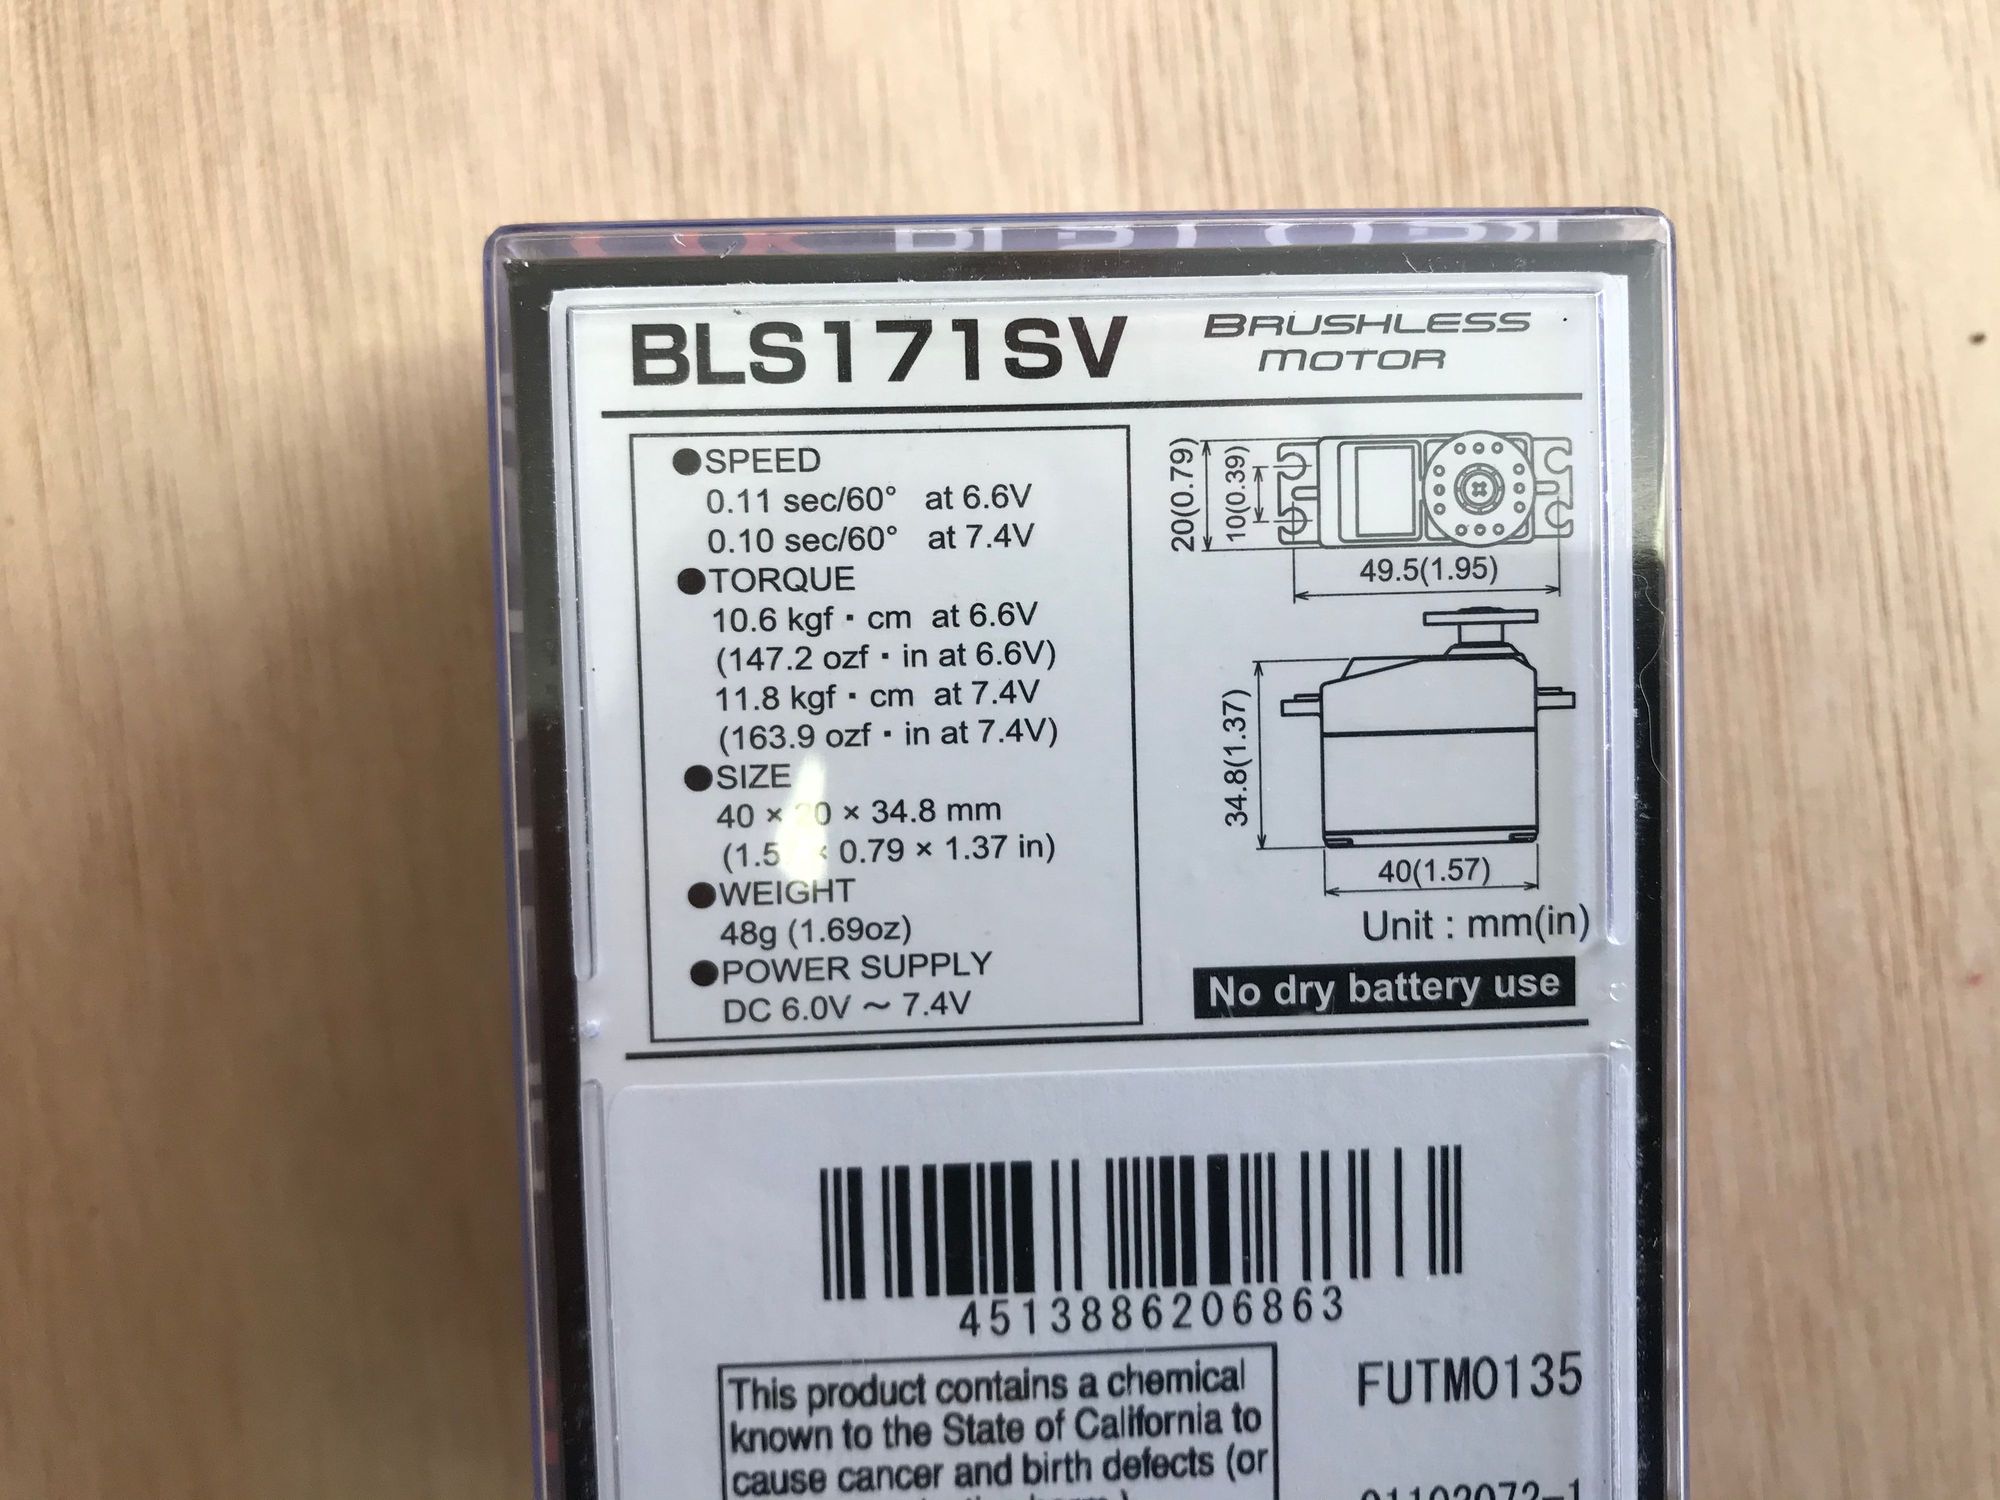 BLS171SV
BRUSHLESS
MOTOR
●SPEED
0.11 sec/60° at 6.6V
0.10 sec/60° at 7.4V
●TORQUE
10.6 kgf・cm at 6.6V
(147.2 ozf・in at 6.6V)
11.8 kgf・cm at 7.4V
(163.9 ozf・in at 7.4V)
●SIZE
40 × 20 × 34.8 mm
(1.57 × 0.79 × 1.37 in)
●WEIGHT
48g (1.69oz)
●POWER SUPPLY
DC 6.0V ～ 7.4V
20(0.79)
10(0.39)
49.5(1.95)
34.8(1.37)
40(1.57)
Unit : mm(in)
No dry battery use
4513886206863
This product contains a chemical
known to the State of California to
cause cancer and birth defects (or
FUTM0135